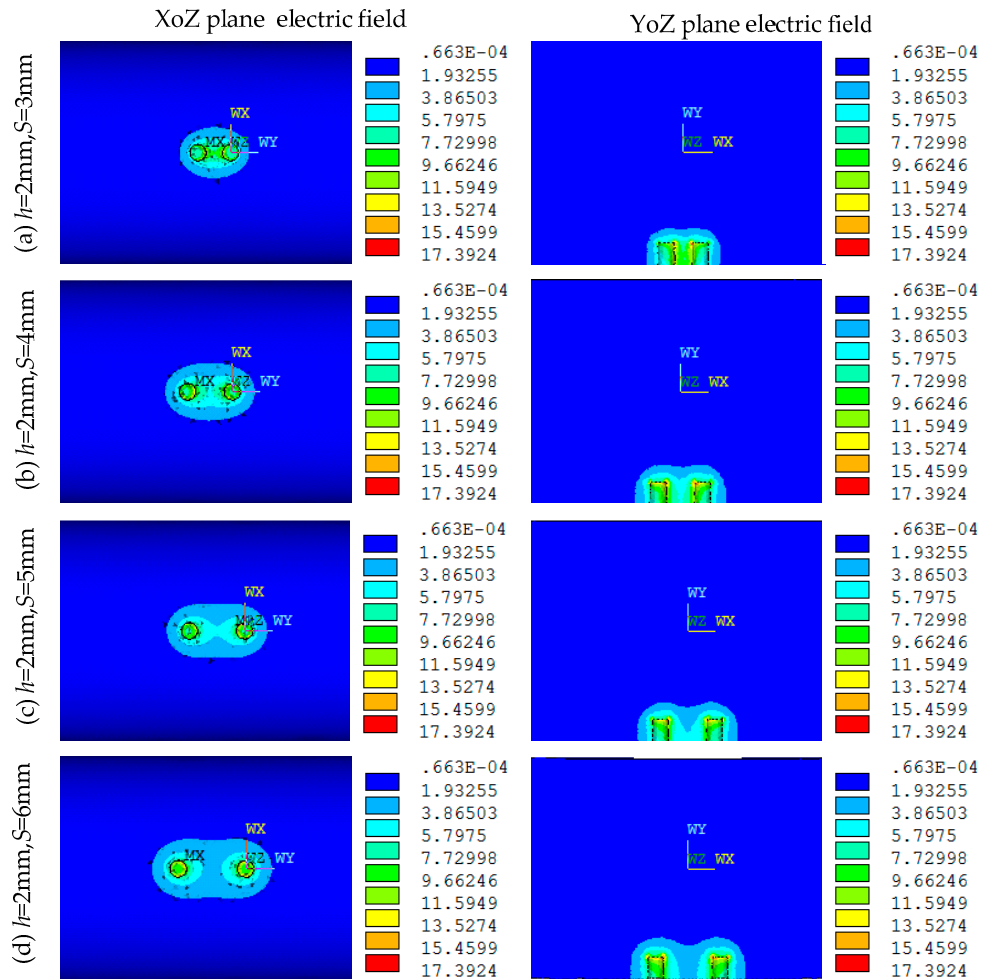 XoZ plane electric field
YoZ plane electric field
(a) h=2mm,S=3mm
WX
MX WZ WY
.663E-04
1.93255
3.86503
5.7975
7.72998
9.66246
11.5949
13.5274
15.4599
17.3924
WY
WZ WX
.663E-04
1.93255
3.86503
5.7975
7.72998
9.66246
11.5949
13.5274
15.4599
17.3924
(b) h=2mm,S=4mm
WX
MX WZ WY
.663E-04
1.93255
3.86503
5.7975
7.72998
9.66246
11.5949
13.5274
15.4599
17.3924
WY
WZ WX
.663E-04
1.93255
3.86503
5.7975
7.72998
9.66246
11.5949
13.5274
15.4599
17.3924
(c) h=2mm,S=5mm
WX
WY
.663E-04
1.93255
3.86503
5.7975
7.72998
9.66246
11.5949
13.5274
15.4599
17.3924
WY
WZ WX
.663E-04
1.93255
3.86503
5.7975
7.72998
9.66246
11.5949
13.5274
15.4599
17.3924
(d) h=2mm,S=6mm
WX
MX WZ WY
.663E-04
1.93255
3.86503
5.7975
7.72998
9.66246
11.5949
13.5274
15.4599
17.3924
WY
WZ WX
.663E-04
1.93255
3.86503
5.7975
7.72998
9.66246
11.5949
13.5274
15.4599
17.3924